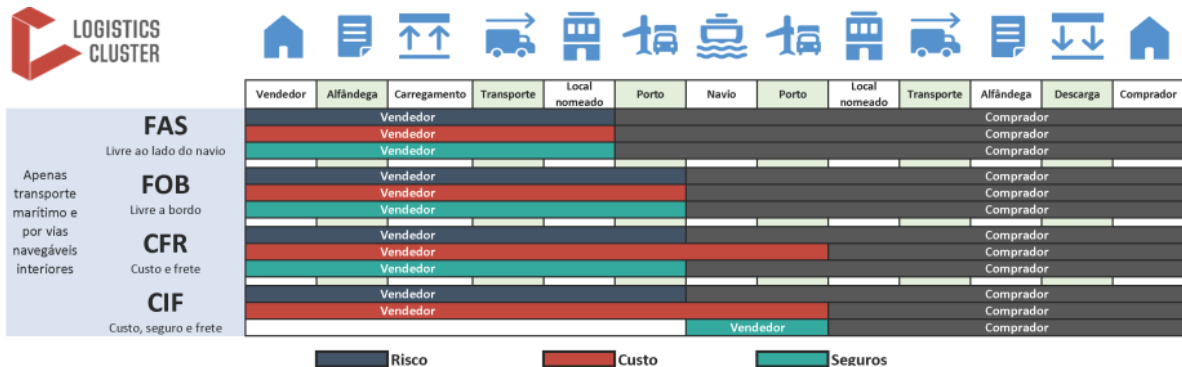 LOGISTICS
CLUSTER
Vendedor Alfândega Carregamento Transporte Local nomeado Porto Navio Porto Local nomeado Transporte Alfândega Descarga Comprador
Apenas
transporte
marítimo e
por vias
navegáveis
interiores
FAS
Livre ao lado do navio
Vendedor Comprador
Vendedor Comprador
Vendedor Comprador
FOB
Livre a bordo
Vendedor Comprador
Vendedor Comprador
Vendedor Comprador
CFR
Custo e frete
Vendedor Comprador
Vendedor Comprador
Vendedor Comprador
CIF
Custo, seguro e frete
Vendedor Comprador
Vendedor Comprador
Vendedor Comprador
Risco Custo Seguros